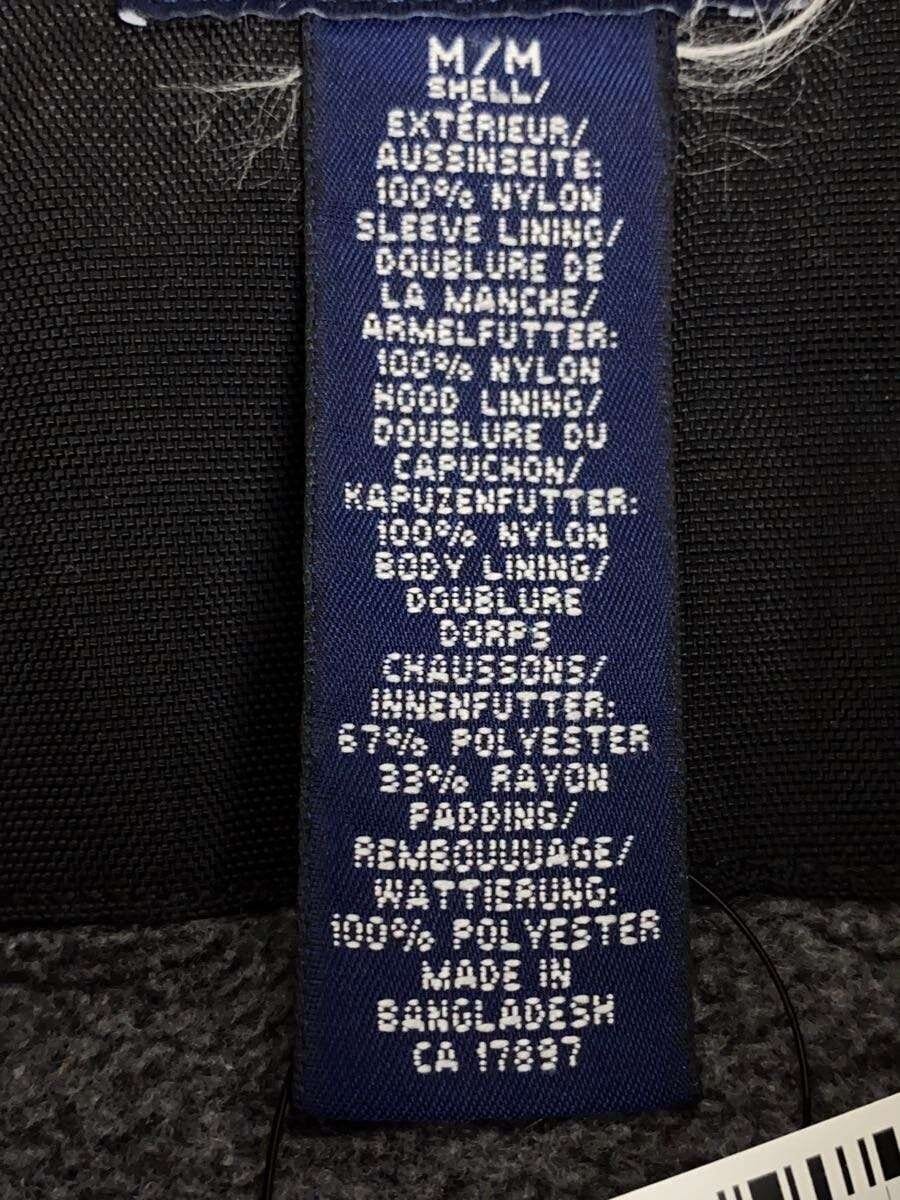 M/M
SHELL/
EXTÉRIEUR/
AUSSINSEITE:
100% NYLON
SLEEVE LINING/
DOUBLURE DE
LA MANCHE/
ARMELFUTTER:
100% NYLON
HOOD LINING/
DOUBLURE DU
CAPUCHON/
KAPUZENFUTTER:
100% NYLON
BODY LINING/
DOUBLURE
CORPS
CHAUSSONS/
INNENFUTTER:
67% POLYESTER
33% RAYON
PADDING/
REMBOUUUAGE/
WATTIERUNG:
100% POLYESTER
MADE IN
BANGLADESH
CA 17897